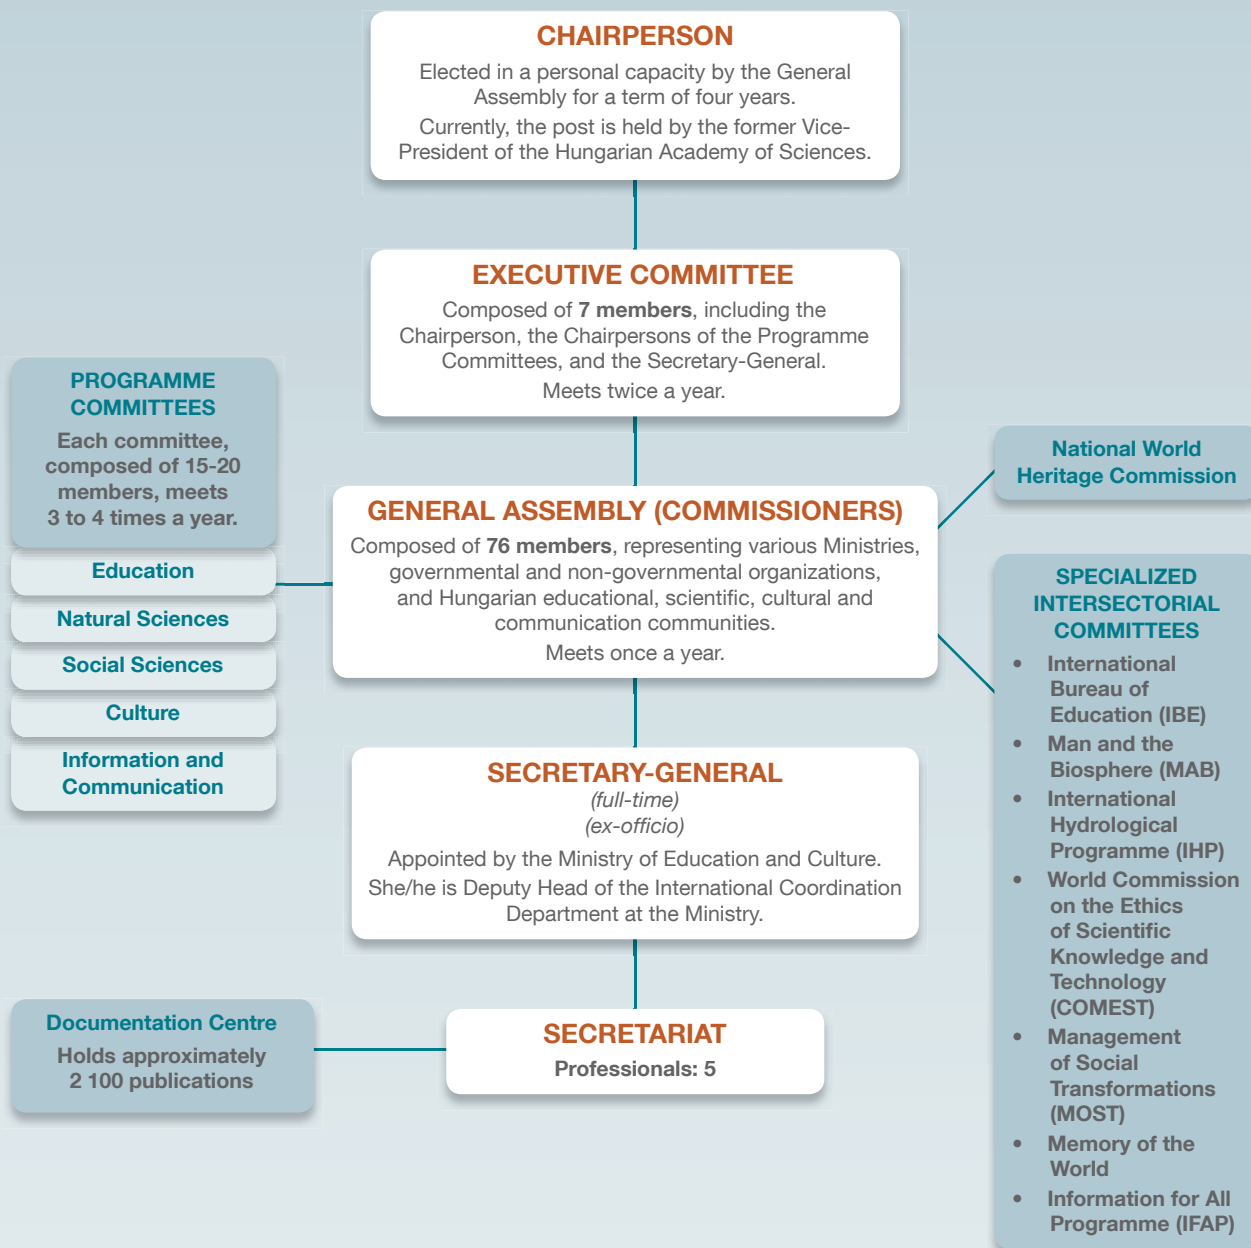 CHAIRPERSON
Elected in a personal capacity by the General
Assembly for a term of four years.
Currently, the post is held by the former Vice-
President of the Hungarian Academy of Sciences.
EXECUTIVE COMMITTEE
Composed of 7 members, including the
Chairperson, the Chairpersons of the Programme
Committees, and the Secretary-General.
Meets twice a year.
PROGRAMME
COMMITTEES
Each committee,
composed of 15-20
members, meets
3 to 4 times a year.
Education
Natural Sciences
Social Sciences
Culture
Information and
Communication
GENERAL ASSEMBLY (COMMISSIONERS)
Composed of 76 members, representing various Ministries,
governmental and non-governmental organizations,
and Hungarian educational, scientific, cultural and
communication communities.
Meets once a year.
National World
Heritage Commission
SPECIALIZED
INTERSECTORIAL
COMMITTEES
• International
Bureau of
Education (IBE)
• Man and the
Biosphere (MAB)
• International
Hydrological
Programme (IHP)
• World Commission
on the Ethics
of Scientific
Knowledge and
Technology
(COMEST)
• Management
of Social
Transformations
(MOST)
• Memory of the
World
• Information for All
Programme (IFAP)
SECRETARY-GENERAL
(full-time)
(ex-officio)
Appointed by the Ministry of Education and Culture.
She/he is Deputy Head of the International Coordination
Department at the Ministry.
Documentation Centre
Holds approximately
2 100 publications
SECRETARIAT
Professionals: 5